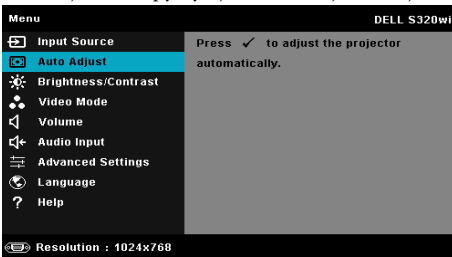 Menu DELL S320wi
Input Source
Press ✓ to adjust the projector
Auto Adjust
automatically.
Brightness/Contrast
Video Mode
Volume
Audio Input
Advanced Settings
Language
? Help
Resolution : 1024x768